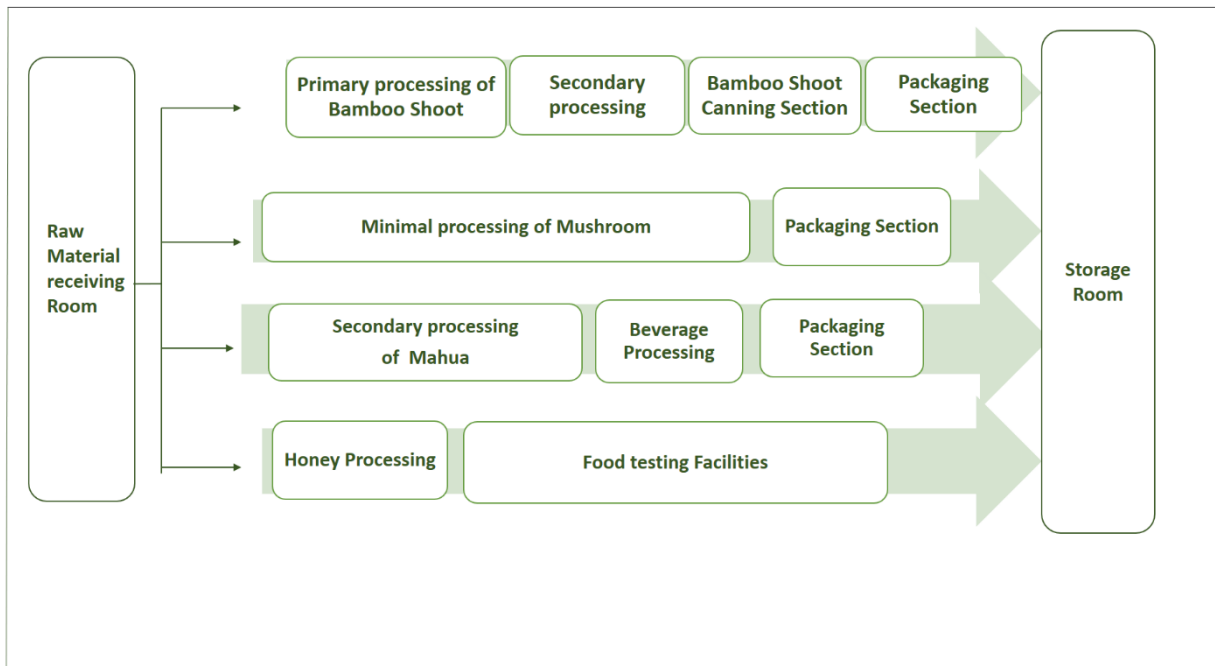 Raw
Material
receiving
Room
Primary processing of
Bamboo Shoot
Secondary
processing
Bamboo Shoot
Canning Section
Packaging
Section
Minimal processing of Mushroom
Packaging Section
Secondary processing
of Mahua
Beverage
Processing
Packaging
Section
Honey Processing
Food testing Facilities
Storage
Room